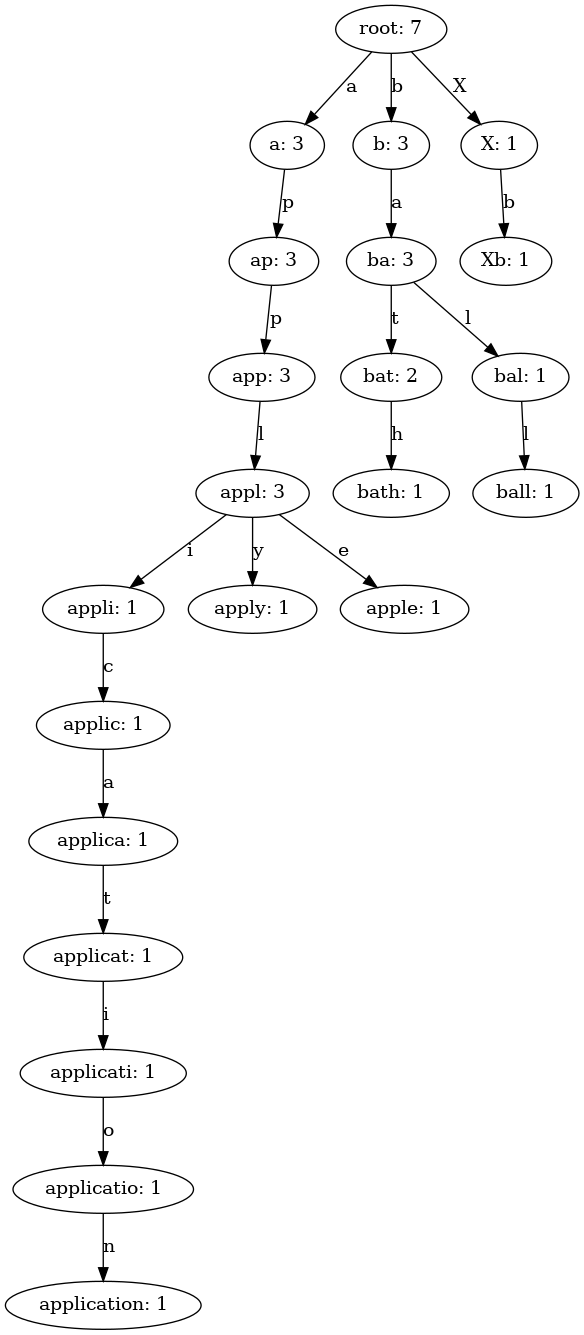 root: 7
a b X
a: 3 b: 3 X: 1
p a b
ap: 3 ba: 3 Xb: 1
p t l
app: 3 bat: 2 bal: 1
l h l
appl: 3 bath: 1 ball: 1
i y e
appli: 1 apply: 1 apple: 1
c
applic: 1
a
applica: 1
t
applicat: 1
i
applicati: 1
o
applicatio: 1
n
application: 1